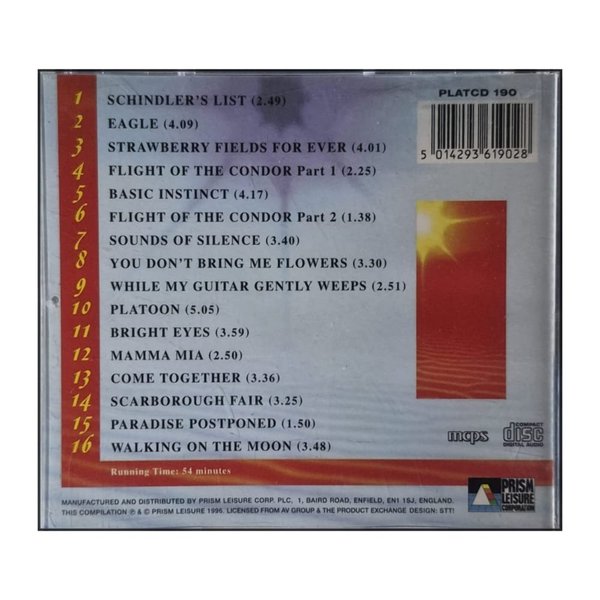 PLATCD 190
1 SCHINDLER'S LIST (2.49)
2 EAGLE (4.09)
3 STRAWBERRY FIELDS FOR EVER (4.01)
4 FLIGHT OF THE CONDOR Part 1 (2.25)
5 BASIC INSTINCT (4.17)
6 FLIGHT OF THE CONDOR Part 2 (1.38)
7 SOUNDS OF SILENCE (3.40)
8 YOU DON'T BRING ME FLOWERS (3.30)
9 WHILE MY GUITAR GENTLY WEEPS (2.51)
10 PLATOON (5.05)
11 BRIGHT EYES (3.59)
12 MAMMA MIA (2.50)
13 COME TOGETHER (3.36)
14 SCARBOROUGH FAIR (3.25)
15 PARADISE POSTPONED (1.50)
16 WALKING ON THE MOON (3.48)
5 014293 619028
mcps
COMPACT
disc
DIGITAL AUDIO
Running Time: 54 minutes
PRISM
LEISURE
CORPORATION
MANUFACTURED AND DISTRIBUTED BY PRISM LEISURE CORP. PLC, 1, BAIRD ROAD, ENFIELD, EN1 1SJ, ENGLAND.
THIS COMPILATION ℗ & © PRISM LEISURE 1996. LICENSED FROM AV GROUP & THE PRODUCT EXCHANGE DESIGN: STT!